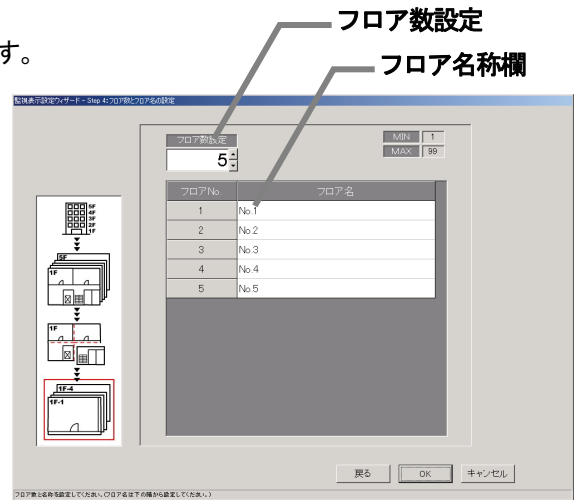 フロア数設定
す。
フロア名称欄
監視表示設定ウィザード - Step 4:フロア数とフロア名の設定
フロア数設定
5
MIN 1
MAX 99
フロアNo. フロア名
1 No.1
2 No.2
3 No.3
4 No.4
5 No.5
5F
4F
3F
2F
1F
5F
1F
1F
1F-4
1F-1
戻る OK キャンセル
フロア数と名称を設定してください。(フロア名は下の階から設定してください。)